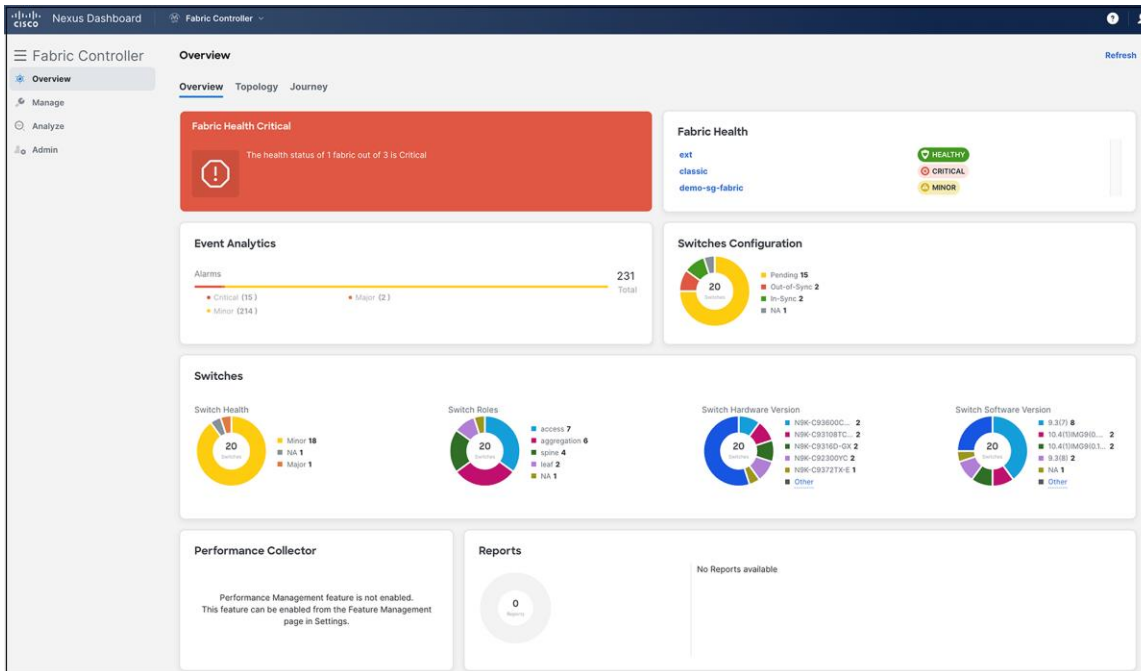 cisco Nexus Dashboard Fabric Controller
Fabric Controller
Overview
Manage
Analyze
Admin
Overview
Refresh
Overview Topology Journey
Fabric Health Critical
The health status of 1 fabric out of 3 is Critical
Fabric Health
ext HEALTHY
classic CRITICAL
demo-sg-fabric MINOR
Event Analytics
Alarms
231
Total
Critical (15)
Major (2)
Minor (214)
Switches Configuration
20
Switches
Pending 15
Out-of-Sync 2
In-Sync 2
NA 1
Switches
Switch Health
20
Switches
Minor 18
NA 1
Major 1
Switch Roles
20
Switches
access 7
aggregation 6
spine 4
leaf 2
NA 1
Switch Hardware Version
20
Switches
N9K-C93600C... 2
N9K-C93108TC... 2
N9K-C9316D-GX 2
N9K-C92300YC 2
N9K-C9372TX-E 1
Other
Switch Software Version
20
Switches
9.3(7) 8
10.4(1)IMG9(0.... 2
10.4(1)IMG9(0.1... 2
9.3(8) 2
NA 1
Other
Performance Collector
Performance Management feature is not enabled.
This feature can be enabled from the Feature Management
page in Settings.
Reports
0
Reports
No Reports available